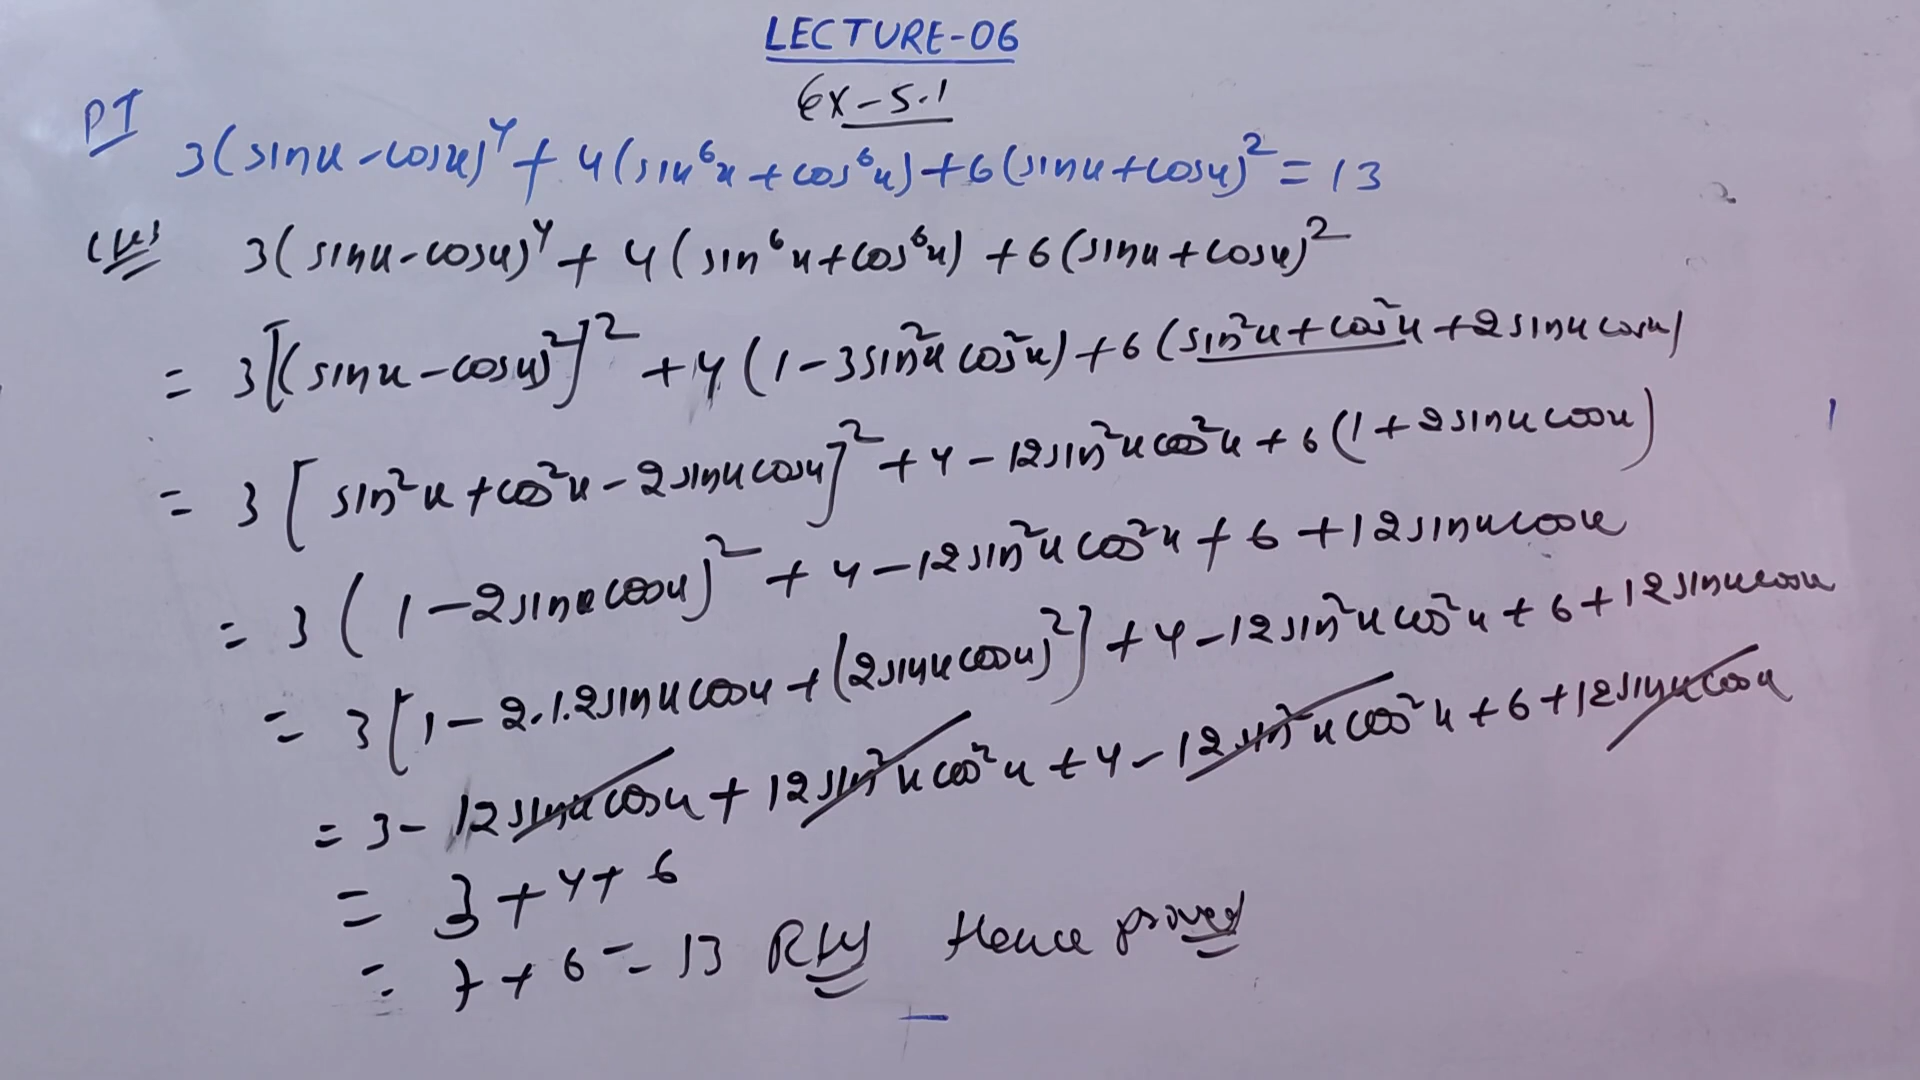 LECTURE-06
Ex-5.1
PT
3(sinx-cosx)⁴+4(sin⁶x+cos⁶x)+6(sinx+cosx)²=13
LHS 3(sinx-cosx)⁴+4(sin⁶x+cos⁶x)+6(sinx+cosx)²
= 3[(sinx-cosx)²]²+4(1-3sin²x cos²x)+6(sin²x+cos²x+2sinx cosx)
= 3[sin²x+cos²x-2sinx cosx]²+4-12sin²x cos²x+6(1+2sinx cosx)
= 3(1-2sinx cosx)²+4-12sin²x cos²x+6+12sinx cosx
= 3[1-2.1.2sinx cosx+(2sinx cosx)²]+4-12sin²x cos²x+6+12sinx cosx
= 3-12sinx cosx+12sin²x cos²x+4-12sin²x cos²x+6+12sinx cosx
= 3+4+6
= 7+6=13 RHS Hence proved